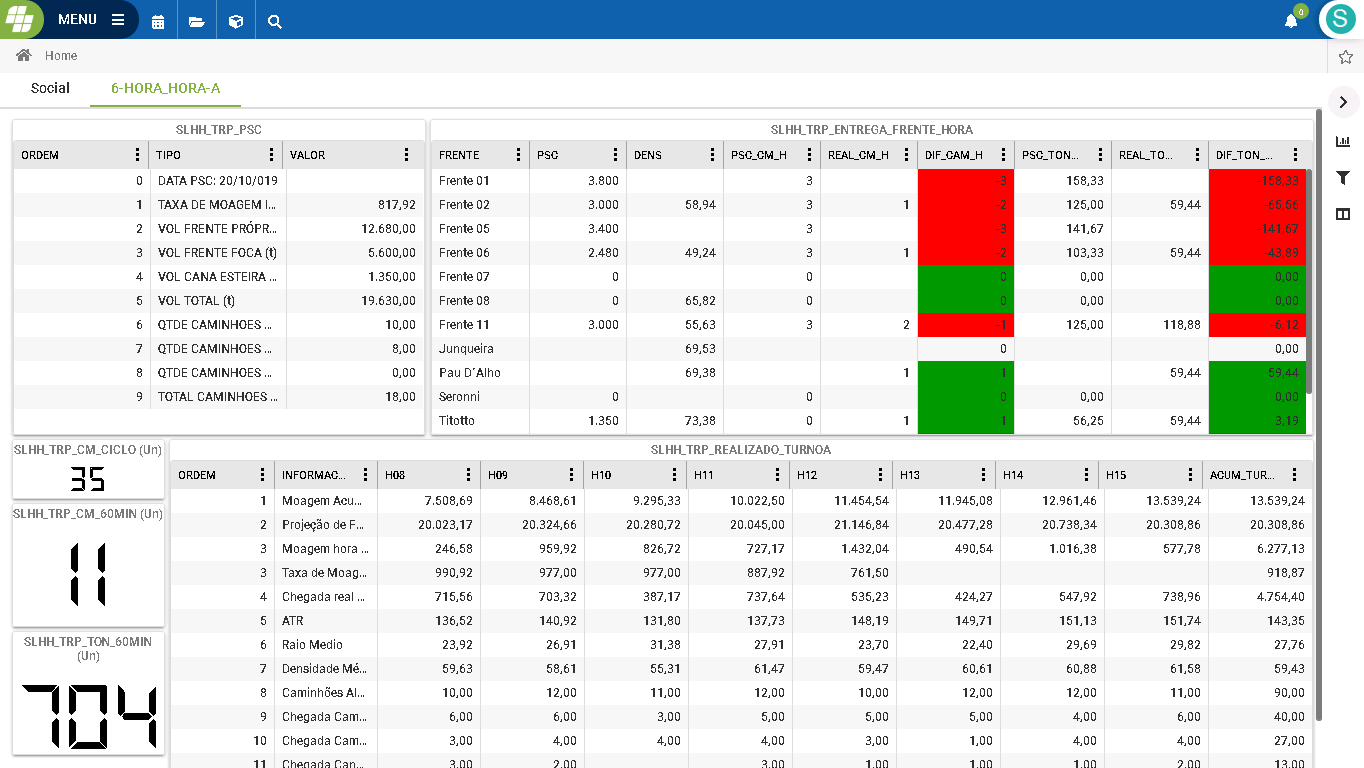 MENU
0
S
Home
Social 6-HORA_HORA-A
SLHH_TRP_PSC
ORDEM TIPO VALOR
0 DATA PSC: 20/10/019
1 TAXA DE MOAGEM I... 817,92
2 VOL FRENTE PRÓPR... 12.680,00
3 VOL FRENTE FOCA (t) 5.600,00
4 VOL CANA ESTEIRA ... 1.350,00
5 VOL TOTAL (t) 19.630,00
6 QTDE CAMINHOES ... 10,00
7 QTDE CAMINHOES ... 8,00
8 QTDE CAMINHOES ... 0,00
9 TOTAL CAMINHOES ... 18,00
SLHH_TRP_ENTREGA_FRENTE_HORA
FRENTE PSC DENS PSC_CM_H REAL_CM_H DIF_CAM_H PSC_TON... REAL_TO... DIF_TON_...
Frente 01 3.800 3 -3 158,33 -158,33
Frente 02 3.000 58,94 3 1 -2 125,00 59,44 -65,56
Frente 05 3.400 3 -3 141,67 -141,67
Frente 06 2.480 49,24 3 1 -2 103,33 59,44 -43,89
Frente 07 0 0 0 0,00 0,00
Frente 08 0 65,82 0 0 0,00 0,00
Frente 11 3.000 55,63 3 2 -1 125,00 118,88 -6,12
Junqueira 69,53 0 0,00
Pau D´Alho 69,38 1 1 59,44 59,44
Seronni 0 0 0 0,00 0,00
Titotto 1.350 73,38 0 1 1 56,25 59,44 3,19
SLHH_TRP_CM_CICLO (Un)
35
SLHH_TRP_CM_60MIN (Un)
11
SLHH_TRP_TON_60MIN
(Un)
704
SLHH_TRP_REALIZADO_TURNOA
ORDEM INFORMAC... H08 H09 H10 H11 H12 H13 H14 H15 ACUM_TUR...
1 Moagem Acu... 7.508,69 8.468,61 9.295,33 10.022,50 11.454,54 11.945,08 12.961,46 13.539,24 13.539,24
2 Projeção de F... 20.023,17 20.324,66 20.280,72 20.045,00 21.146,84 20.477,28 20.738,34 20.308,86 20.308,86
3 Moagem hora ... 246,58 959,92 826,72 727,17 1.432,04 490,54 1.016,38 577,78 6.277,13
3 Taxa de Moag... 990,92 977,00 977,00 887,92 761,50 918,87
4 Chegada real ... 715,56 703,32 387,17 737,64 535,23 424,27 547,92 738,96 4.754,40
5 ATR 136,52 140,92 131,80 137,73 148,19 149,71 151,13 151,74 143,35
6 Raio Medio 23,92 26,91 31,38 27,91 23,70 22,40 29,69 29,82 27,76
7 Densidade Mé... 59,63 58,61 55,31 61,47 59,47 60,61 60,88 61,58 59,43
8 Caminhões Al... 10,00 12,00 11,00 12,00 10,00 12,00 12,00 11,00 90,00
9 Chegada Cam... 6,00 6,00 3,00 5,00 5,00 5,00 4,00 6,00 40,00
10 Chegada Cam... 3,00 4,00 4,00 4,00 3,00 1,00 4,00 4,00 27,00
11 Chegada Cam... 3,00 2,00 3,00 1,00 1,00 1,00 2,00 13,00